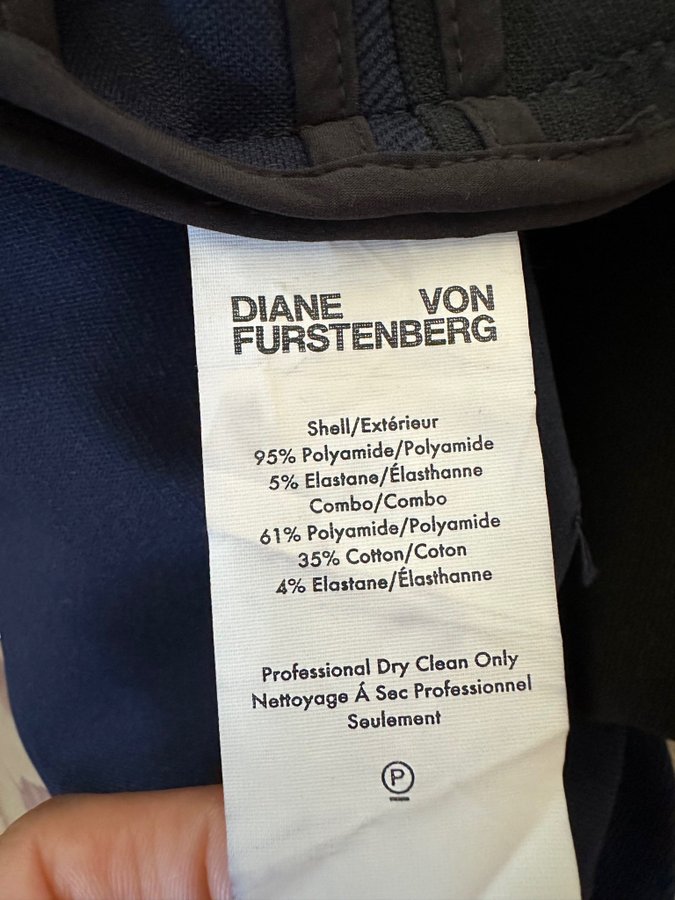 DIANE VON
FURSTENBERG
Shell/Extérieur
95% Polyamide/Polyamide
5% Elastane/Élasthanne
Combo/Combo
61% Polyamide/Polyamide
35% Cotton/Coton
4% Elastane/Élasthanne
Professional Dry Clean Only
Nettoyage Á Sec Professionnel
Seulement
P